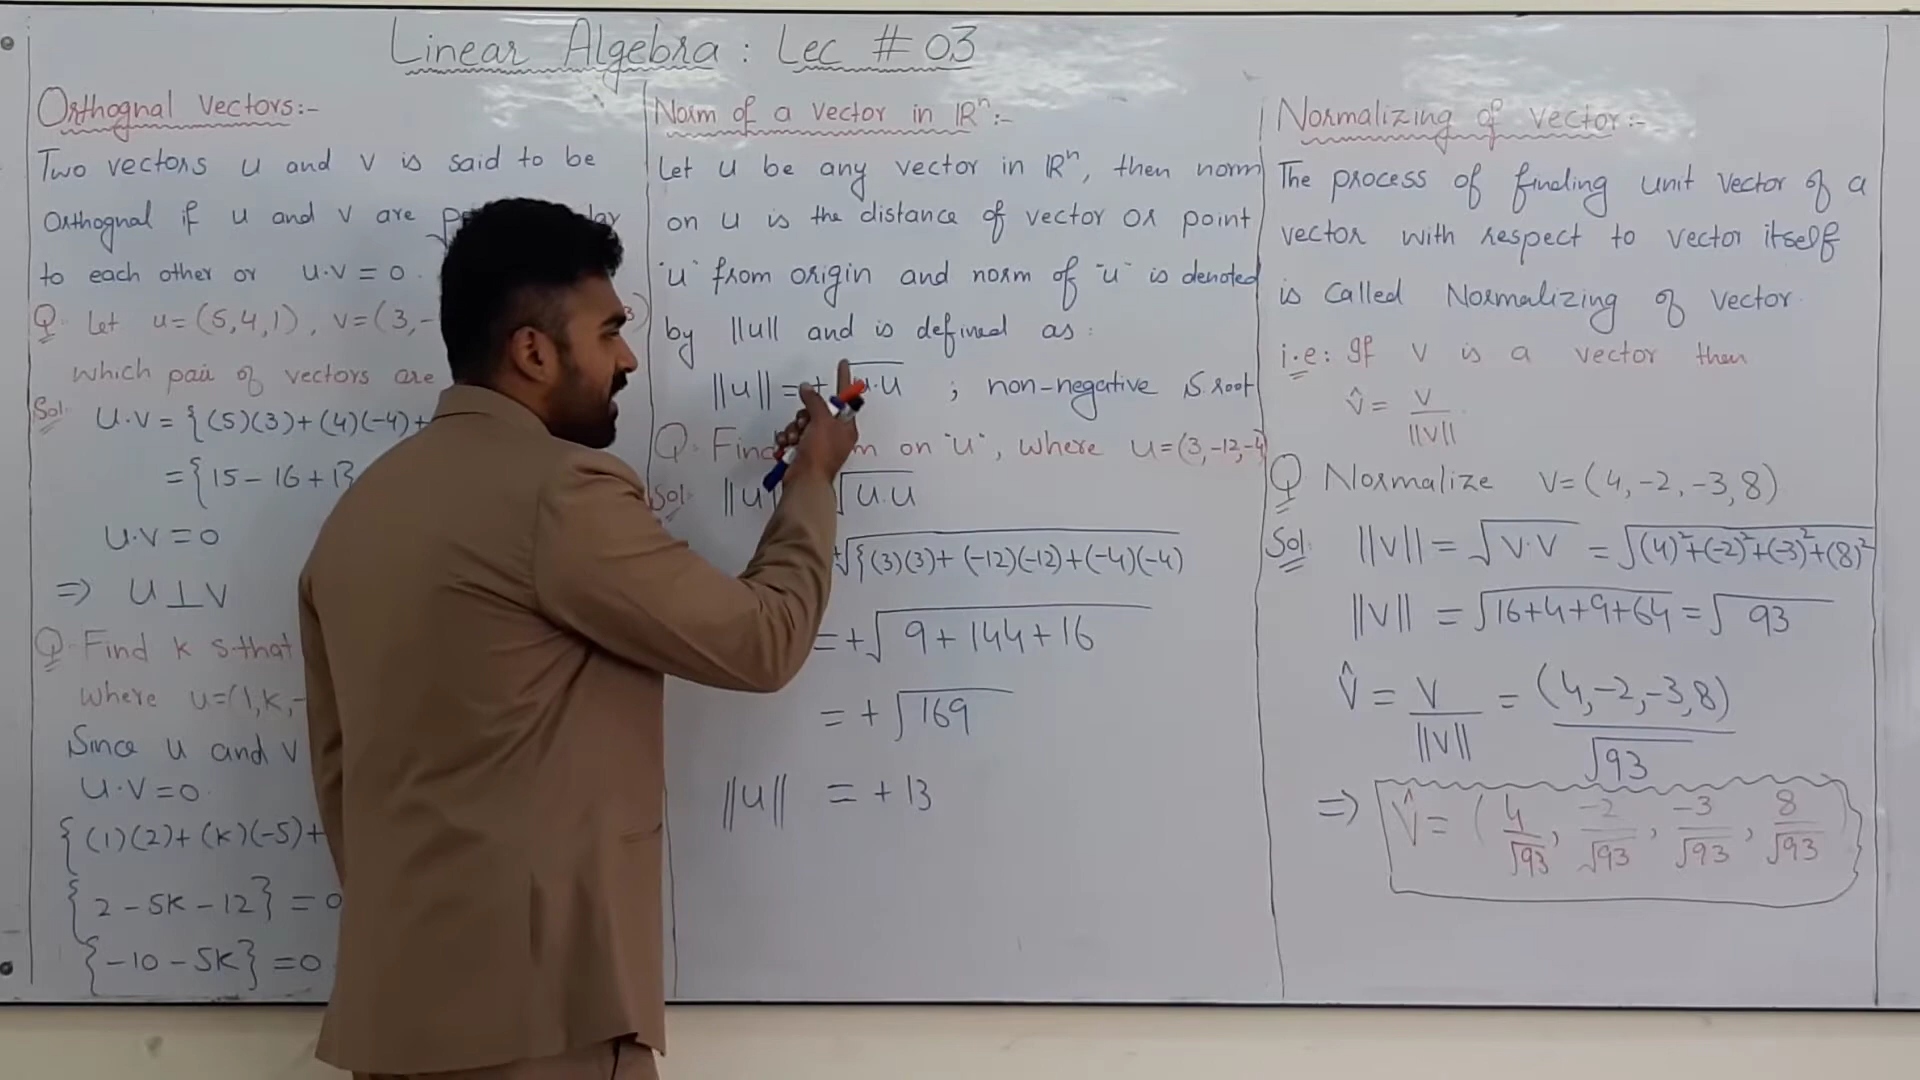 Linear Algebra : Lec # 03
Orthognal Vectors:-
Two vectors u and v is said to be
Orthognal if u and v are
to each other or u.v = 0.
Q. Let u=(5,4,1), v=(3,- 3)
which pair of vectors are
Sol: u.v = {(5)(3)+(4)(-4)+
={15-16+1}
u.v=0
=> u⊥v
Q. Find k s.that
where u=(1,k,-
Since u and v
u.v=0.
{(1)(2)+(k)(-5)+
{2-5k-12}=0
{-10-5k}=0
Norm of a vector in ℝⁿ:-
Let u be any vector in ℝⁿ, then norm
on u is the distance of vector or point
"u" from origin and norm of "u" is denoted
by ||u|| and is defined as:
||u|| = +√u.u ; non-negative S.root
Q. Find m on "u", where u=(3,-12,-4)
Sol: ||u √u.u
+√{(3)(3)+(-12)(-12)+(-4)(-4)
=+√9+144+16
=+√169
||u|| = +13
Normalizing of vector:-
The process of finding unit vector of a
vector with respect to vector itself
is called Normalizing of vector.
i.e: If v is a vector then
v̂ = v/||v||.
Q Normalize v=(4,-2,-3,8)
Sol: ||v|| = √v.v = √(4)²+(-2)²+(-3)²+(8)²
||v|| = √16+4+9+64 = √93
v̂ = v/||v|| = (4,-2,-3,8)/√93
=> v̂ = (4/√93, -2/√93, -3/√93, 8/√93)